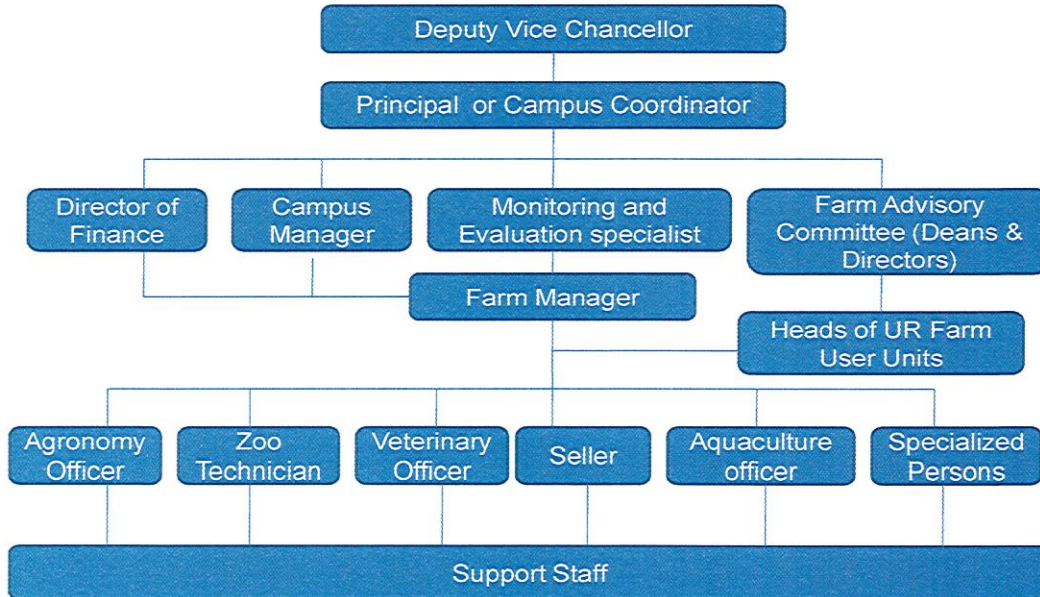 Deputy Vice Chancellor
Principal or Campus Coordinator
Director of
Finance
Campus
Manager
Monitoring and
Evaluation specialist
Farm Advisory
Committee (Deans &
Directors)
Farm Manager
Heads of UR Farm
User Units
Agronomy
Officer
Zoo
Technician
Veterinary
Officer
Seller
Aquaculture
officer
Specialized
Persons
Support Staff